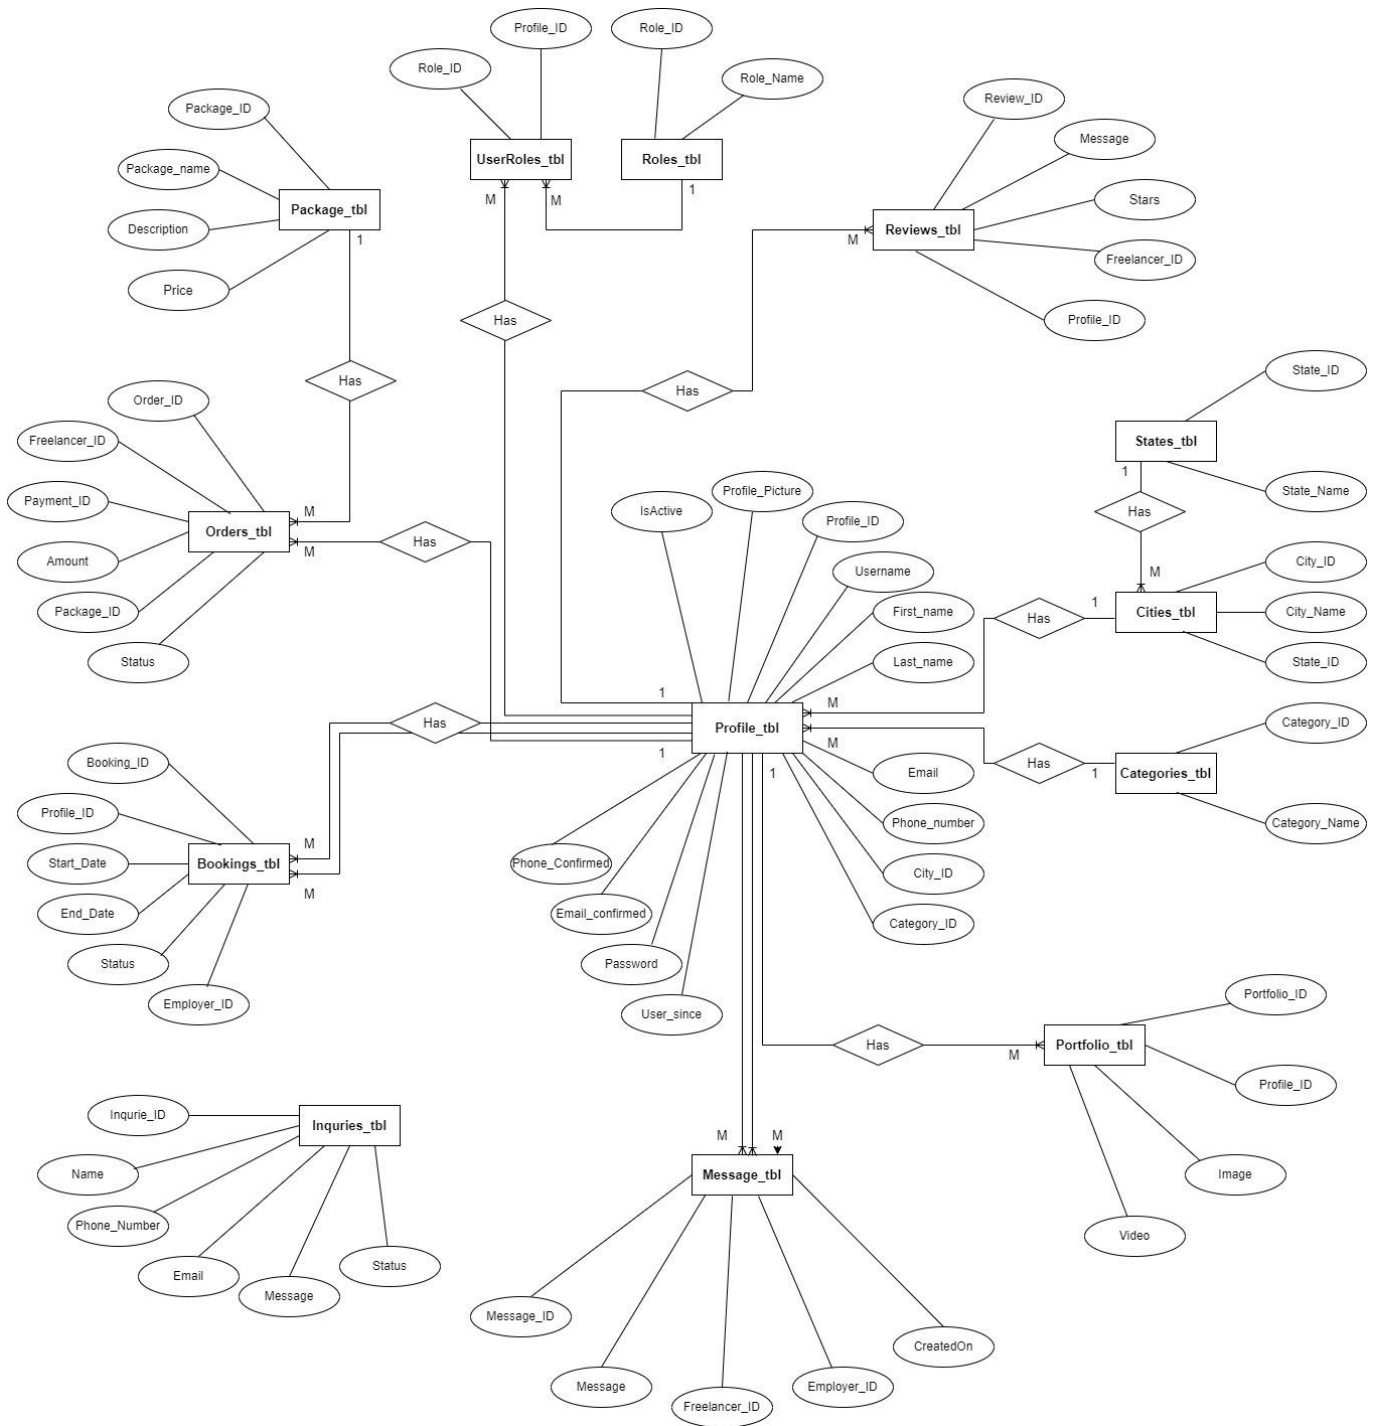 Profile_ID
Role_ID
Role_ID
Role_Name
UserRoles_tbl
Roles_tbl
M
M
1
Package_ID
Package_name
Description
Price
Package_tbl
1
Has
Review_ID
Message
Stars
Freelancer_ID
Profile_ID
Reviews_tbl
M
Has
Has
Order_ID
Freelancer_ID
Payment_ID
Amount
Package_ID
Status
Orders_tbl
M
M
Has
State_ID
States_tbl
State_Name
1
Has
M
City_ID
City_Name
State_ID
Cities_tbl
1
Has
IsActive
Profile_Picture
Profile_ID
Username
First_name
Last_name
1
M
Profile_tbl
1
1
M
Email
Phone_number
City_ID
Category_ID
Phone_Confirmed
Email_confirmed
Password
User_since
Has
Category_ID
Categories_tbl
1
Category_Name
Has
Booking_ID
Profile_ID
Start_Date
End_Date
Status
Employer_ID
Bookings_tbl
M
M
Has
M
Portfolio_ID
Portfolio_tbl
Profile_ID
Image
Video
Inqurie_ID
Name
Phone_Number
Email
Message
Status
Inquries_tbl
M
M
Message_tbl
Message_ID
Message
Freelancer_ID
Employer_ID
CreatedOn